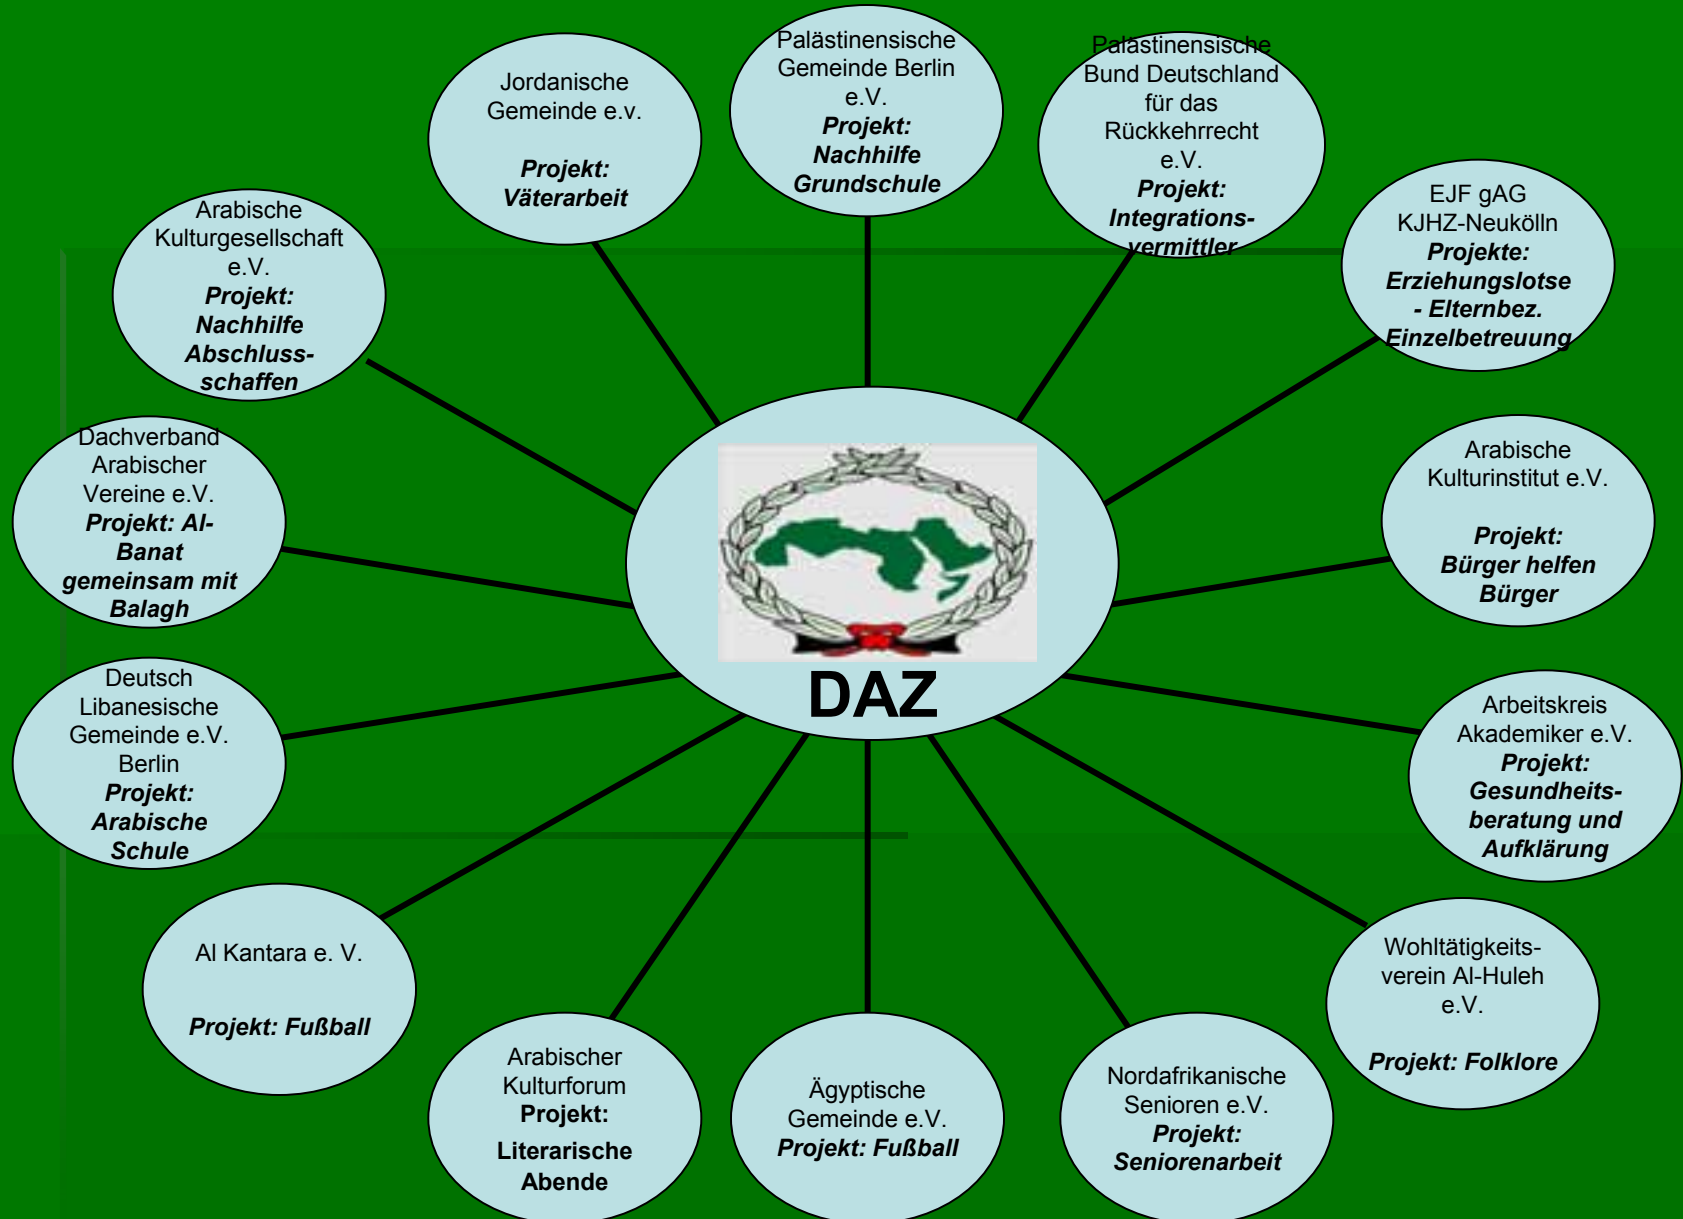 Palästinensische
Gemeinde Berlin
e.V.
Projekt:
Nachhilfe
Grundschule
Palästinensische
Bund Deutschland
für das
Rückkehrrecht
e.V.
Projekt:
Integrations-
vermittler
EJF gAG
KJHZ-Neukölln
Projekte:
Erziehungslotse
- Elternbez.
Einzelbetreuung
Arabische
Kulturinstitut e.V.
Projekt:
Bürger helfen
Bürger
Arbeitskreis
Akademiker e.V.
Projekt:
Gesundheits-
beratung und
Aufklärung
Wohltätigkeits-
verein Al-Huleh
e.V.
Projekt: Folklore
Nordafrikanische
Senioren e.V.
Projekt:
Seniorenarbeit
Ägyptische
Gemeinde e.V.
Projekt: Fußball
Arabischer
Kulturforum
Projekt:
Literarische
Abende
Al Kantara e. V.
Projekt: Fußball
Deutsch
Libanesische
Gemeinde e.V.
Berlin
Projekt:
Arabische
Schule
Dachverband
Arabischer
Vereine e.V.
Projekt: Al-
Banat
gemeinsam mit
Balagh
Arabische
Kulturgesellschaft
e.V.
Projekt:
Nachhilfe
Abschluss-
schaffen
Jordanische
Gemeinde e.v.
Projekt:
Väterarbeit
DAZ